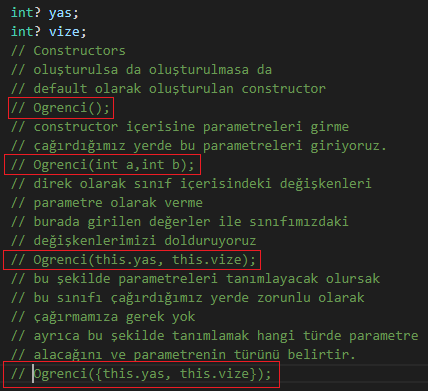 int? yas;
int? vize;
// Constructors
// oluşturulsa da oluşturulmasa da
// default olarak oluşturulan constructor
// Ogrenci();
// constructor içerisine parametreleri girme
// çağırdığımız yerde bu parametreleri giriyoruz.
// Ogrenci(int a,int b);
// direk olarak sınıf içerisindeki değişkenleri
// parametre olarak verme
// burada girilen değerler ile sınıfımızdaki
// değişkenlerimizi dolduruyoruz
// Ogrenci(this.yas, this.vize);
// bu şekilde parametreleri tanımlayacak olursak
// bu sınıfı çağırdığımız yerde zorunlu olarak
// çağırmamıza gerek yok
// ayrıca bu şekilde tanımlamak hangi türde parametre
// alacağını ve parametrenin türünü belirtir.
// Ogrenci({this.yas, this.vize});